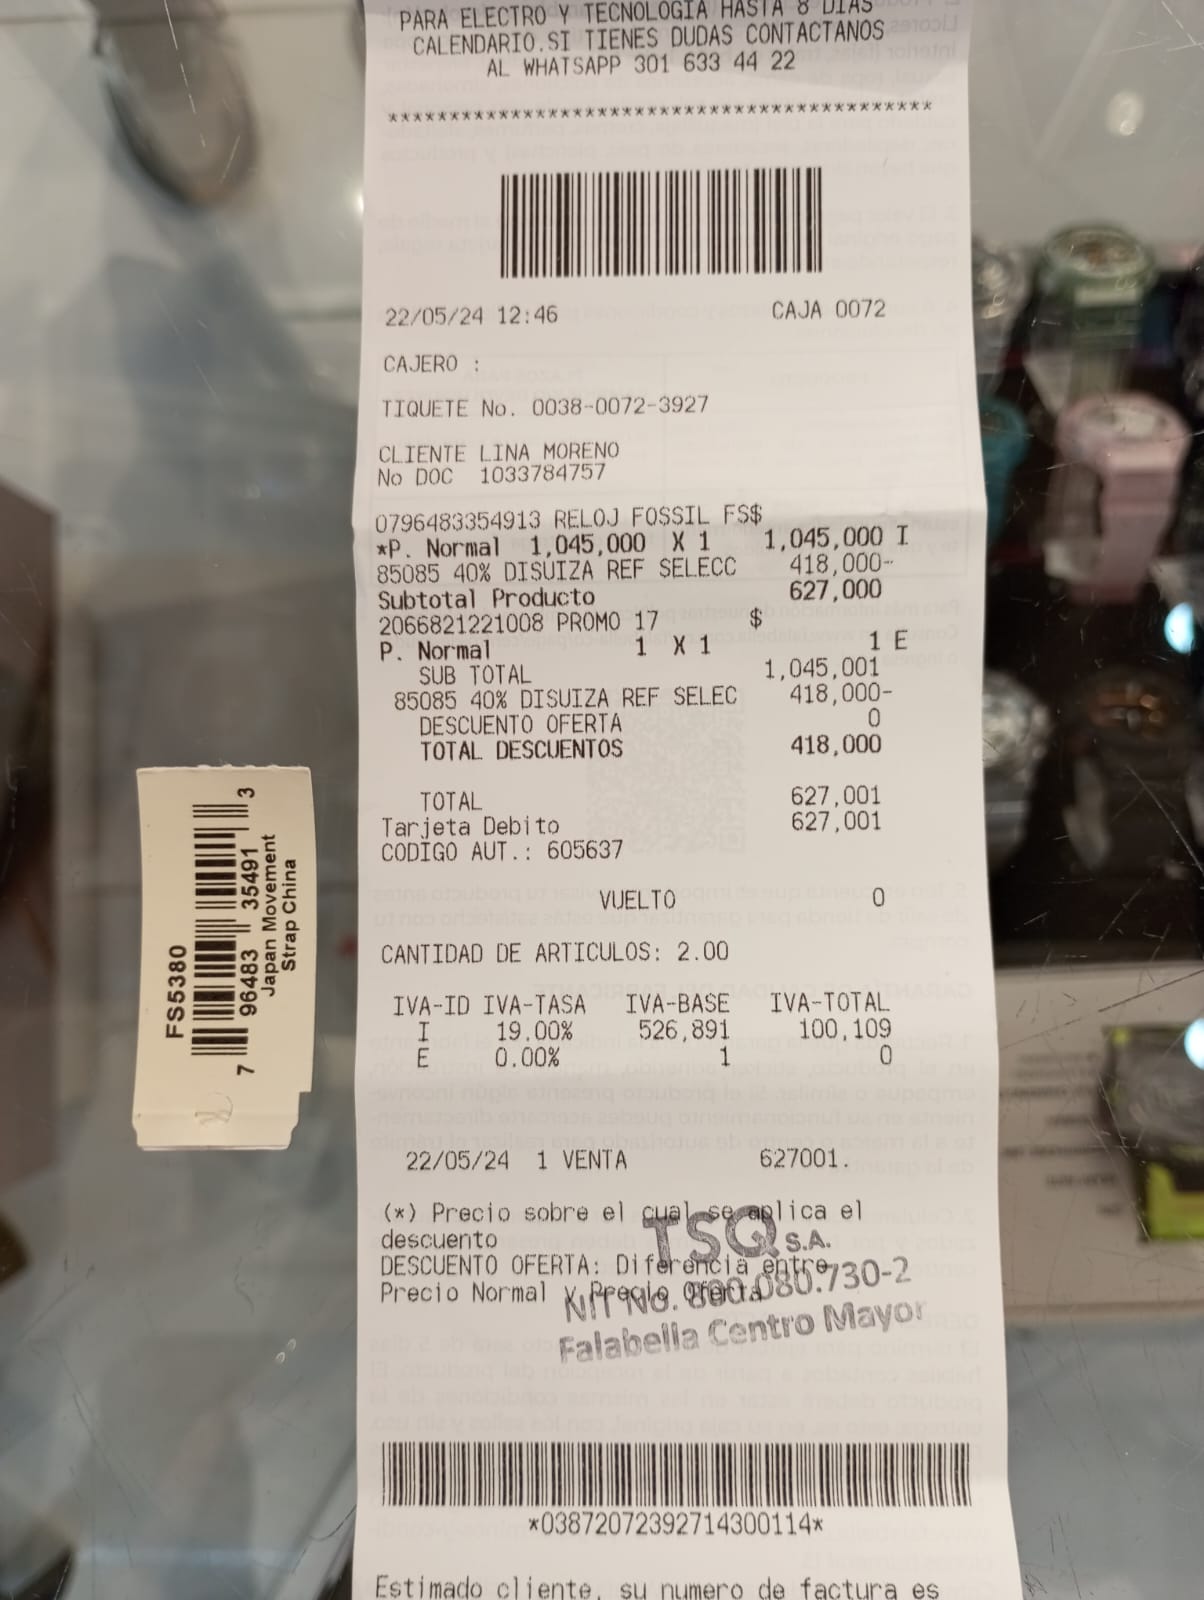 PARA ELECTRO Y TECNOLOGIA HASTA 8 DIAS
CALENDARIO.SI TIENES DUDAS CONTACTANOS
AL WHATSAPP 301 633 44 22
********************************************
22/05/24 12:46 CAJA 0072
CAJERO :
TIQUETE No. 0038-0072-3927
CLIENTE LINA MORENO
No DOC 1033784757
0796483354913 RELOJ FOSSIL FS$
*P. Normal 1,045,000 X 1 1,045,000 I
85085 40% DISUIZA REF SELECC 418,000-
Subtotal Producto 627,000
2066821221008 PROMO 17 $
P. Normal 1 X 1 1 E
SUB TOTAL 1,045,001
85085 40% DISUIZA REF SELEC 418,000-
DESCUENTO OFERTA 0
TOTAL DESCUENTOS 418,000
TOTAL 627,001
Tarjeta Debito 627,001
CODIGO AUT.: 605637
VUELTO 0
CANTIDAD DE ARTICULOS: 2.00
IVA-ID IVA-TASA IVA-BASE IVA-TOTAL
I 19.00% 526,891 100,109
E 0.00% 1 0
22/05/24 1 VENTA 627001.
(*) Precio sobre el cual se aplica el
descuento
DESCUENTO OFERTA: Diferencia entre
Precio Normal y Precio Oferta
TSQ S.A.
NIT No. 800.080.730-2
Falabella Centro Mayor
*03872072392714300114*
Estimado cliente, su numero de factura es
FS5380
7 96483 35491 3
Japan Movement
Strap China